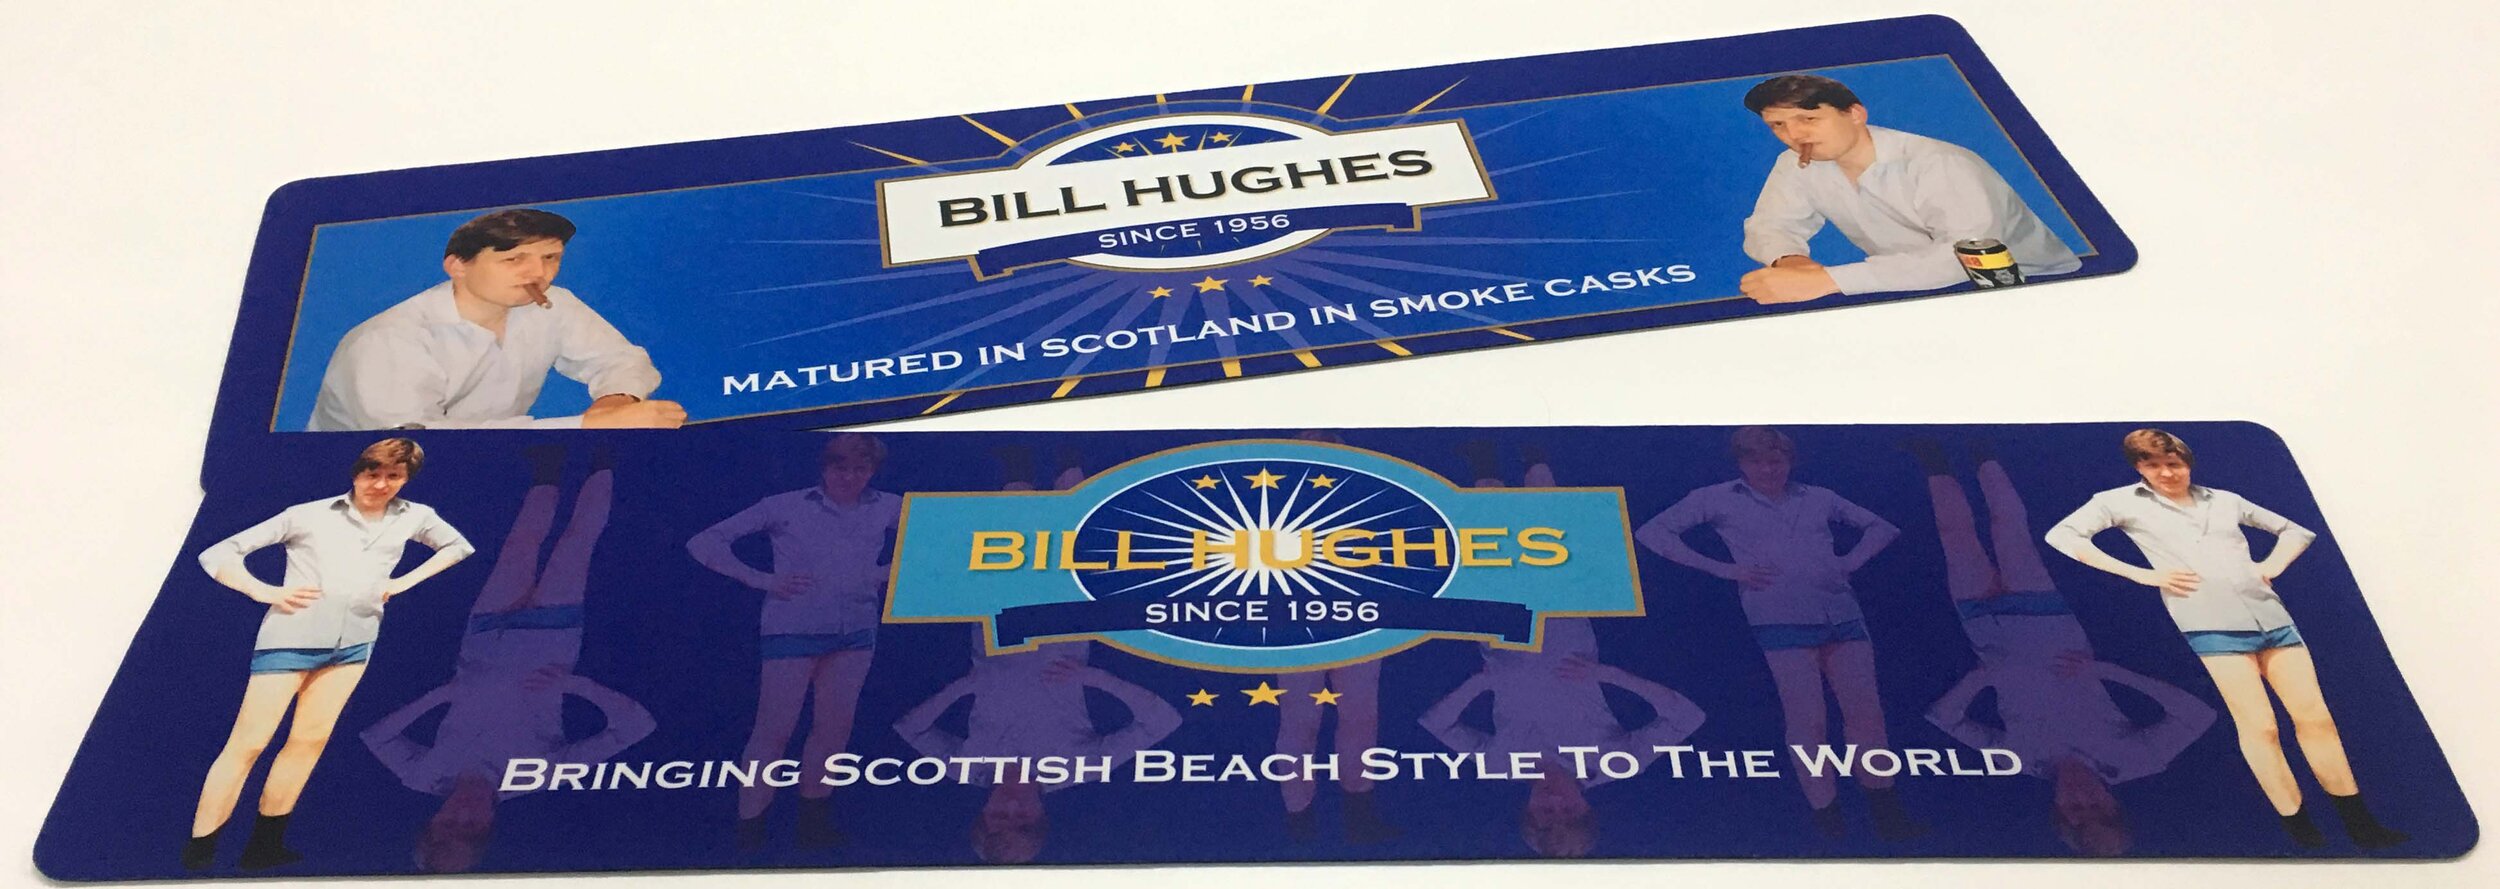 BILL HUGHES
SINCE 1956
MATURED IN SCOTLAND IN SMOKE CASKS
BILL HUGHES
SINCE 1956
BRINGING SCOTTISH BEACH STYLE TO THE WORLD